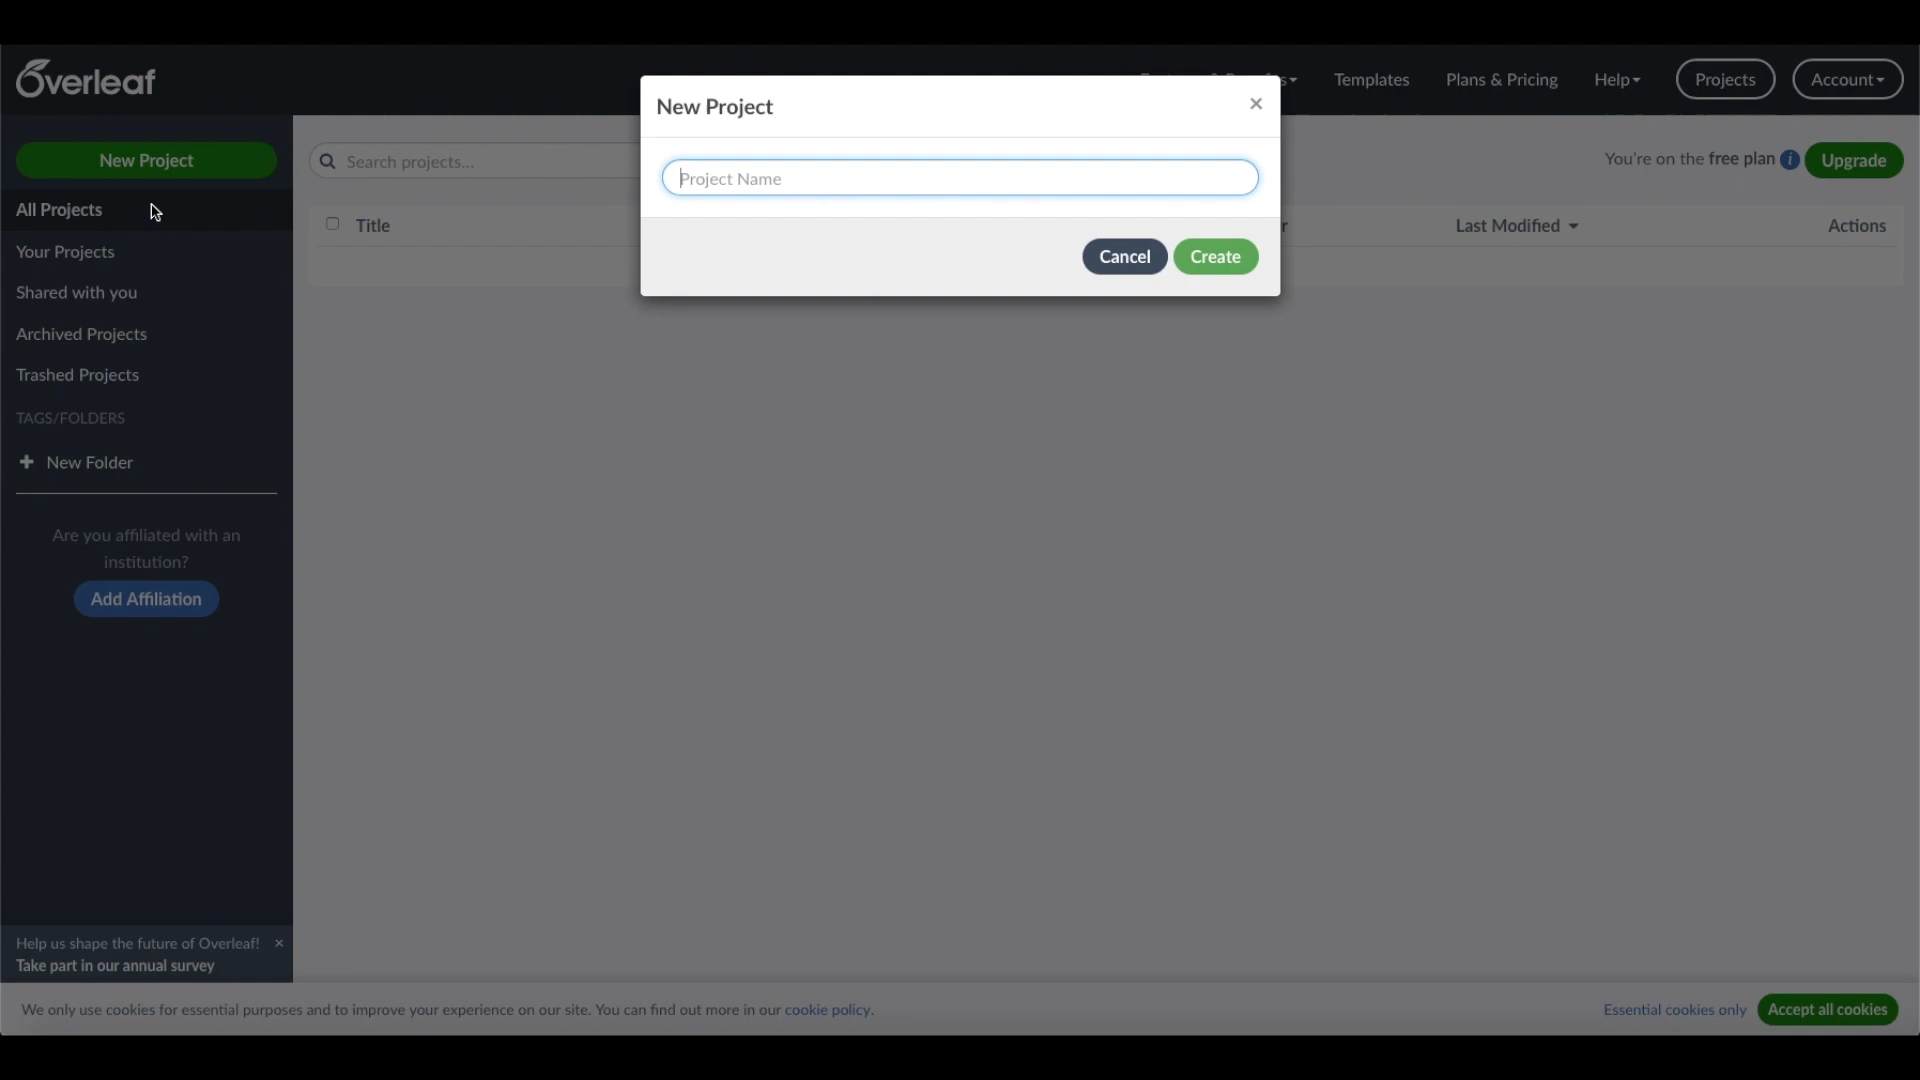 Overleaf
Templates
Plans & Pricing
Help
Projects
Account
New Project
×
Project Name
Cancel
Create
New Project
All Projects
Your Projects
Shared with you
Archived Projects
Trashed Projects
TAGS/FOLDERS
+ New Folder
Are you affiliated with an
institution?
Add Affiliation
Search projects...
You're on the free plan i
Upgrade
Title
Last Modified
Actions
Help us shape the future of Overleaf! ×
Take part in our annual survey
We only use cookies for essential purposes and to improve your experience on our site. You can find out more in our cookie policy.
Essential cookies only
Accept all cookies